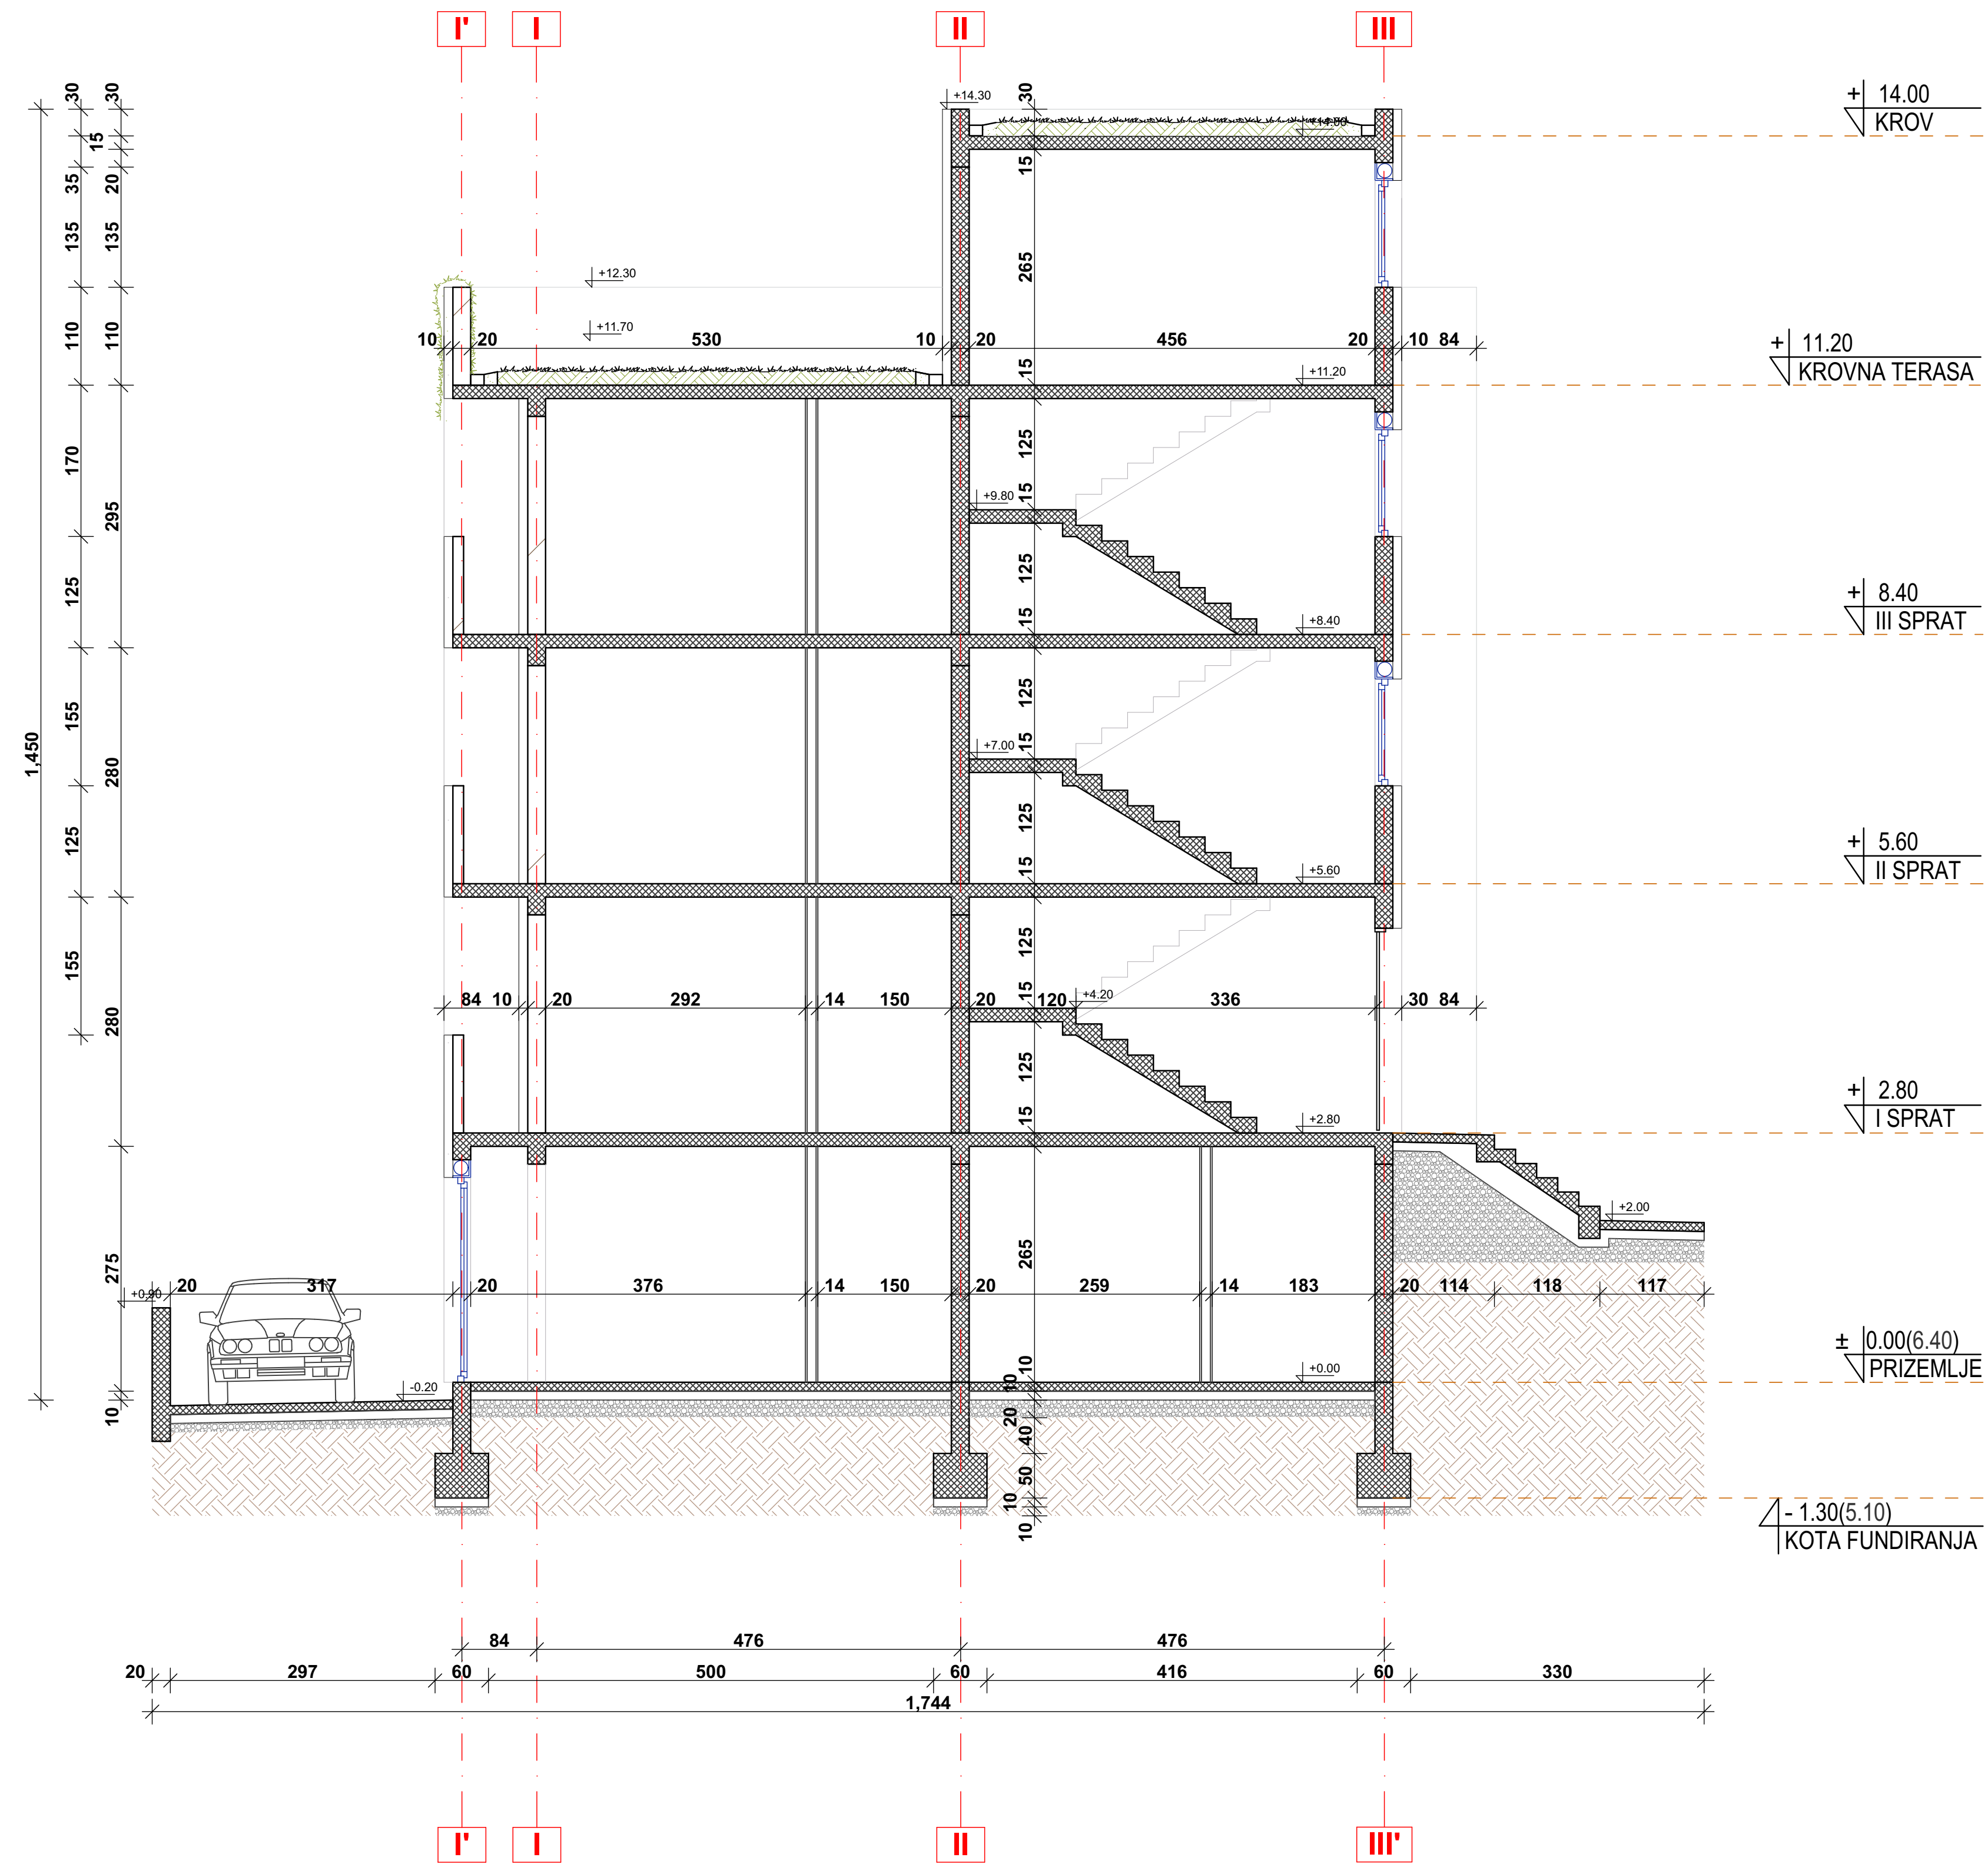 I' I II III
+14.30
+ 14.00
KROV
+14.00
30 30 30
15
35 20 15
135 135 265
+12.30
+11.70
110 110
10 20 530 10 20 456 20 10 84
15
+ 11.20
KROVNA TERASA
+11.20
170 125
295 +9.80 15
125 125
15 +8.40
+ 8.40
III SPRAT
155 125
1,450
280 +7.00 15
125 125
15 +5.60
+ 5.60
II SPRAT
155 125
84 10 20 292 14 150 20 120 +4.20 336 30 84
15
280 125
15 +2.80
+ 2.80
I SPRAT
+2.00
275 265
20 317 20 376 14 150 20 259 14 183 20 114 118 117
+0.90
± 0.00(6.40)
PRIZEMLJE
-0.20 10 +0.00
10 10
20
40
50
10
10
- 1.30(5.10)
KOTA FUNDIRANJA
84 476 476
20 297 60 500 60 416 60 330
1,744
I' I II III'